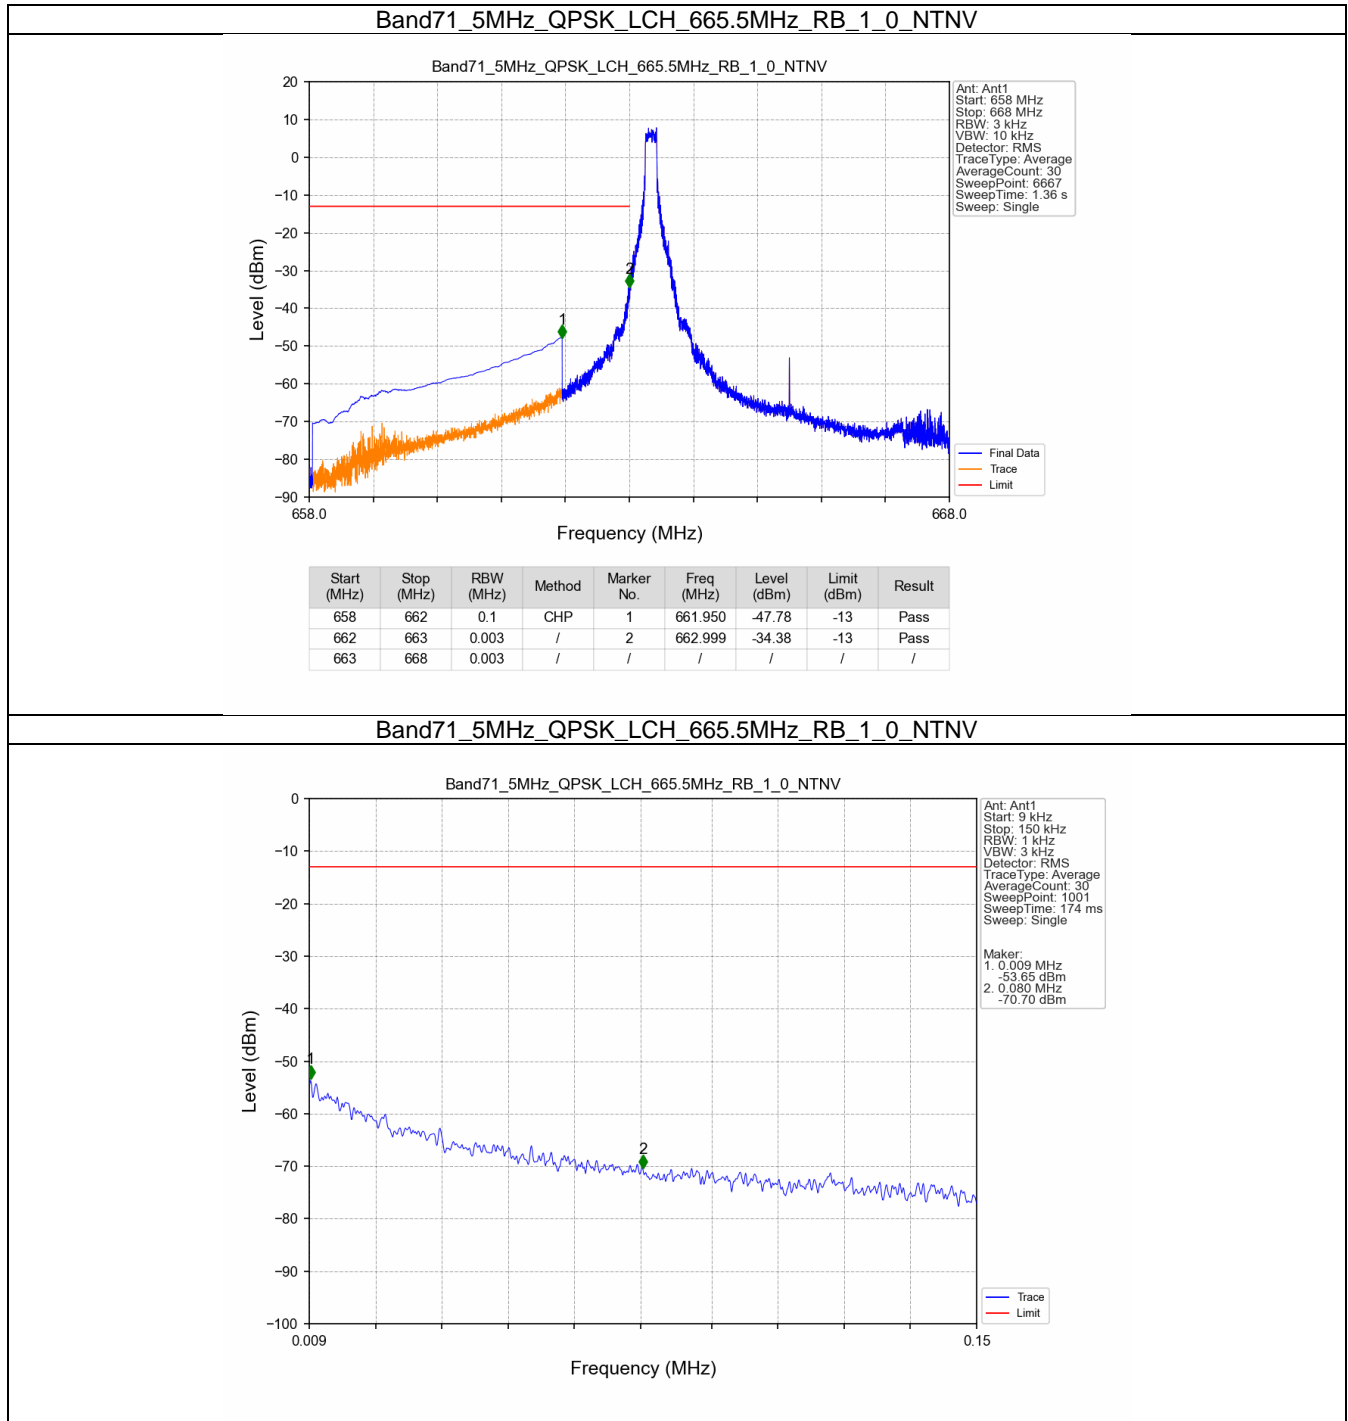 Band71_5MHz_QPSK_LCH_665.5MHz_RB_1_0_NTNV
Band71_5MHz_QPSK_LCH_665.5MHz_RB_1_0_NTNV
Ant: Ant1
Start: 658 MHz
Stop: 668 MHz
RBW: 3 kHz
VBW: 10 kHz
Detector: RMS
TraceType: Average
AverageCount: 30
SweepPoint: 6667
SweepTime: 1.36 s
Sweep: Single
20
10
0
−10
−20
−30
−40
−50
−60
−70
−80
−90
Level (dBm)
1
2
Final Data
Trace
Limit
658.0 668.0
Frequency (MHz)
Start (MHz) Stop (MHz) RBW (MHz) Method Marker No. Freq (MHz) Level (dBm) Limit (dBm) Result
658 662 0.1 CHP 1 661.950 -47.78 -13 Pass
662 663 0.003 / 2 662.999 -34.38 -13 Pass
663 668 0.003 / / / / / /
Band71_5MHz_QPSK_LCH_665.5MHz_RB_1_0_NTNV
Band71_5MHz_QPSK_LCH_665.5MHz_RB_1_0_NTNV
Ant: Ant1
Start: 9 kHz
Stop: 150 kHz
RBW: 1 kHz
VBW: 3 kHz
Detector: RMS
TraceType: Average
AverageCount: 30
SweepPoint: 1001
SweepTime: 174 ms
Sweep: Single
Maker:
1. 0.009 MHz
-53.65 dBm
2. 0.080 MHz
-70.70 dBm
0
−10
−20
−30
−40
−50
−60
−70
−80
−90
−100
Level (dBm)
1
2
Trace
Limit
0.009 0.15
Frequency (MHz)